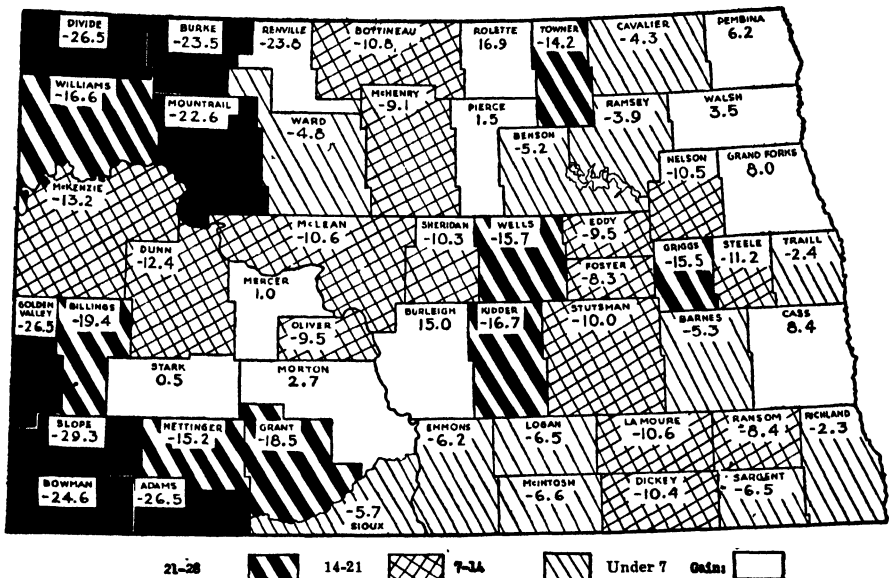 DIVIDE
-26.5
BURKE
-23.5
RENVILLE
-23.8
BOTTINEAU
-10.8
ROLETTE
16.9
TOWNER
-14.2
CAVALIER
-4.3
PEMBINA
6.2
WILLIAMS
-16.6
MOUNTRAIL
-22.6
WARD
-4.8
McHENRY
-9.1
PIERCE
1.5
BENSON
-5.2
RAMSEY
-3.9
WALSH
3.5
NELSON
-10.5
GRAND FORKS
8.0
McKENZIE
-13.2
DUNN
-12.4
McLEAN
-10.6
SHERIDAN
-10.3
WELLS
-15.7
EDDY
-9.5
FOSTER
-8.3
GRIGGS
-15.5
STEELE
-11.2
TRAILL
-2.4
MERCER
1.0
GOLDEN
VALLEY
-26.5
BILLINGS
-19.4
OLIVER
-9.5
BURLEIGH
15.0
KIDDER
-16.7
STUTSMAN
-10.0
BARNES
-5.3
CASS
8.4
STARK
0.5
MORTON
2.7
SLOPE
-29.3
HETTINGER
-15.2
GRANT
-18.5
EMMONS
-6.2
LOGAN
-6.5
LA MOURE
-10.6
RANSOM
-8.4
RICHLAND
-2.3
BOWMAN
-24.6
ADAMS
-26.5
-5.7
SIOUX
McINTOSH
-6.6
DICKEY
-10.4
SARGENT
-6.5
21-28 14-21 7-14 Under 7 Gain: